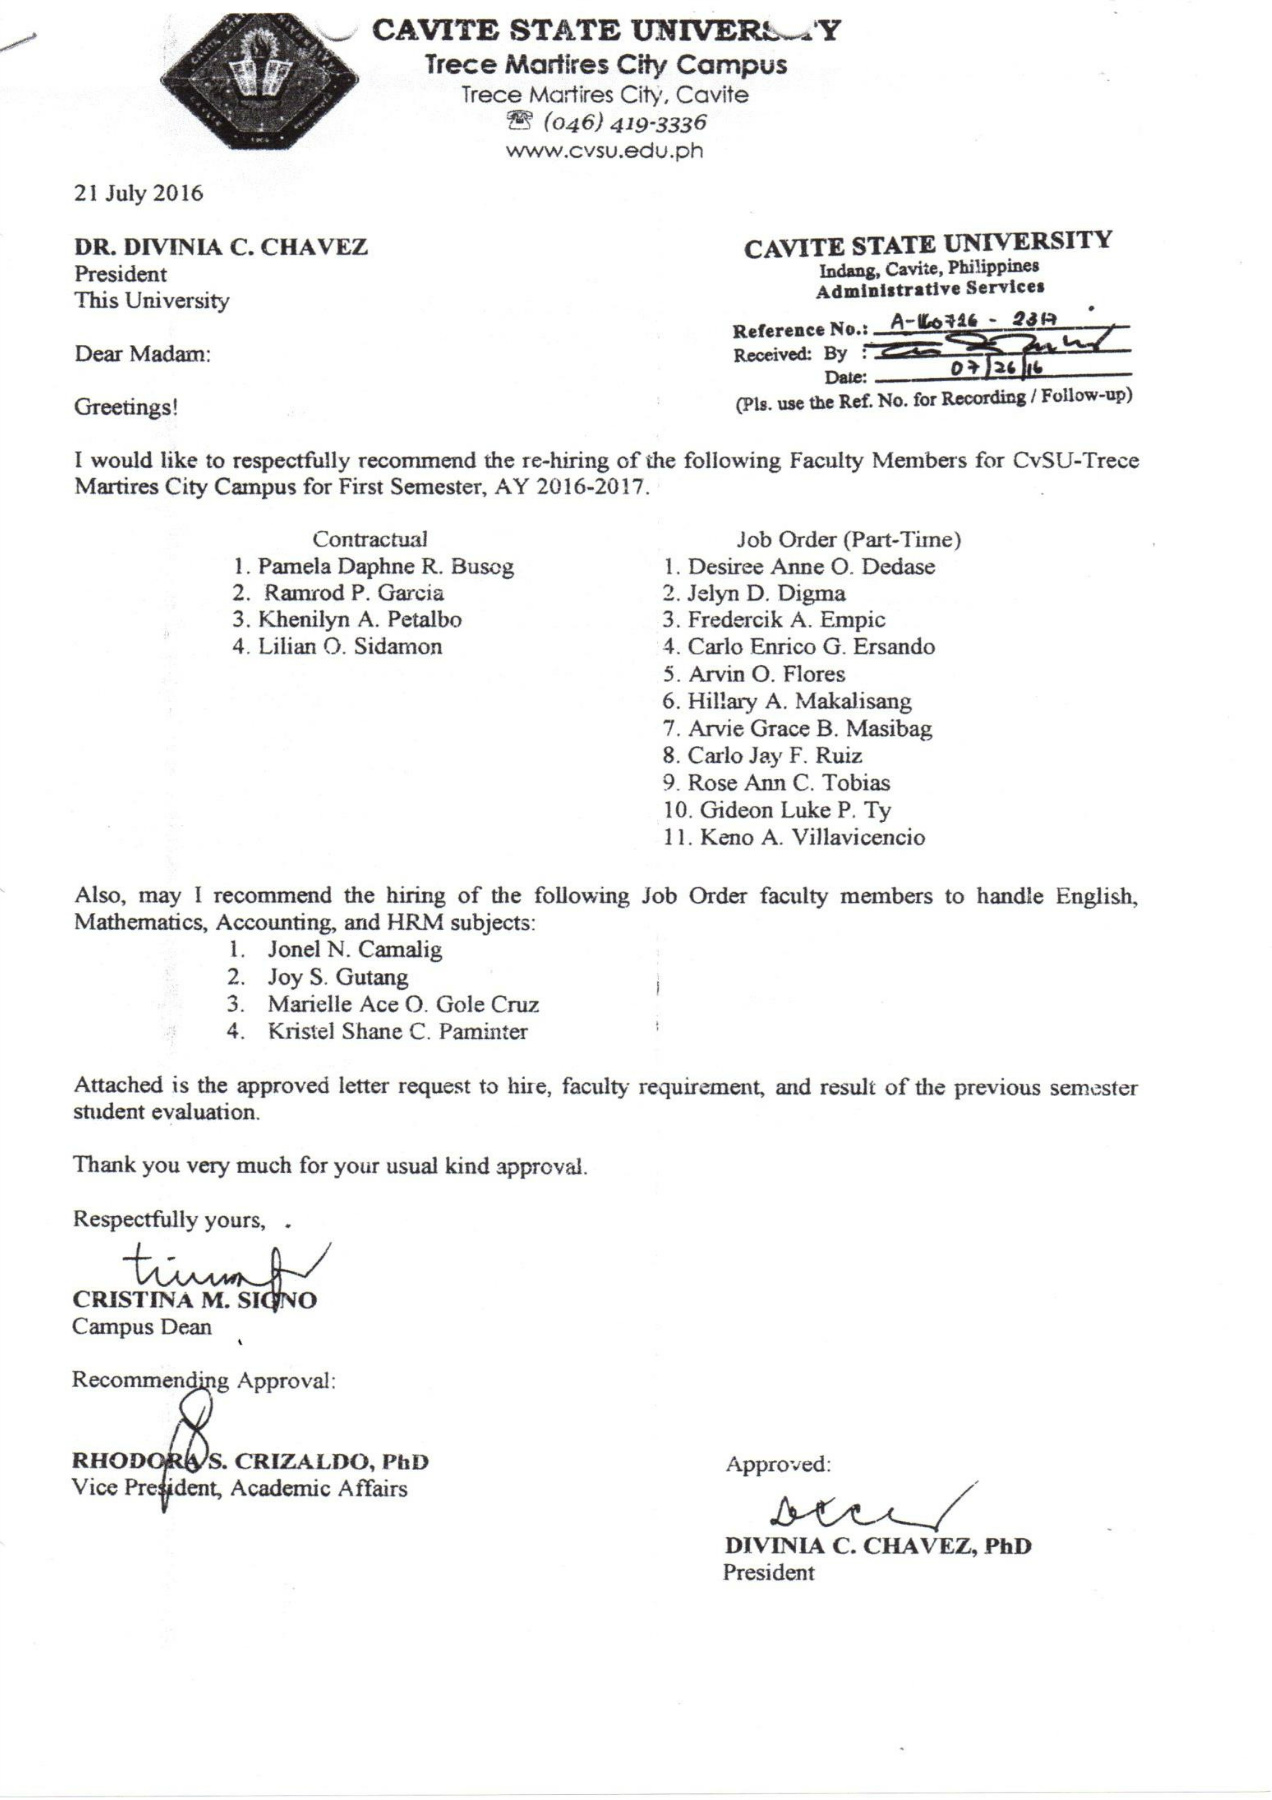 CAVITE STATE UNIVERSITY
Trece Martires City Campus
Trece Martires City, Cavite
☏ (046) 419-3336
www.cvsu.edu.ph
21 July 2016
DR. DIVINIA C. CHAVEZ
President
This University
CAVITE STATE UNIVERSITY
Indang, Cavite, Philippines
Administrative Services
Reference No.: A-160726 - 2317
Received: By :
Date: 07/26/16
(Pls. use the Ref. No. for Recording / Follow-up)
Dear Madam:
Greetings!
I would like to respectfully recommend the re-hiring of the following Faculty Members for CvSU-Trece
Martires City Campus for First Semester, AY 2016-2017.
Contractual
1. Pamela Daphne R. Busog
2. Ramrod P. Garcia
3. Khenilyn A. Petalbo
4. Lilian O. Sidamon
Job Order (Part-Time)
1. Desiree Anne O. Dedase
2. Jelyn D. Digma
3. Fredercik A. Empic
4. Carlo Enrico G. Ersando
5. Arvin O. Flores
6. Hillary A. Makalisang
7. Arvie Grace B. Masibag
8. Carlo Jay F. Ruiz
9. Rose Ann C. Tobias
10. Gideon Luke P. Ty
11. Keno A. Villavicencio
Also, may I recommend the hiring of the following Job Order faculty members to handle English,
Mathematics, Accounting, and HRM subjects:
1. Jonel N. Camalig
2. Joy S. Gutang
3. Marielle Ace O. Gole Cruz
4. Kristel Shane C. Paminter
Attached is the approved letter request to hire, faculty requirement, and result of the previous semester
student evaluation.
Thank you very much for your usual kind approval.
Respectfully yours,
CRISTINA M. SIGNO
Campus Dean
Recommending Approval:
RHODORA S. CRIZALDO, PhD
Vice President, Academic Affairs
Approved:
DIVINIA C. CHAVEZ, PhD
President